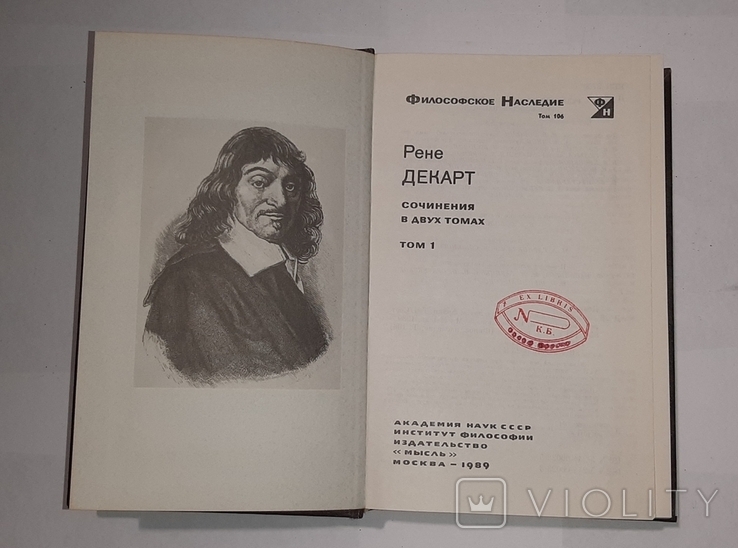 Философское Наследие
Том 106
ФН
Рене
ДЕКАРТ
СОЧИНЕНИЯ
В ДВУХ ТОМАХ
ТОМ 1
EX LIBRIS
N
К.Б.
АКАДЕМИЯ НАУК СССР
ИНСТИТУТ ФИЛОСОФИИ
ИЗДАТЕЛЬСТВО
«МЫСЛЬ»
МОСКВА — 1989
VIOLITY